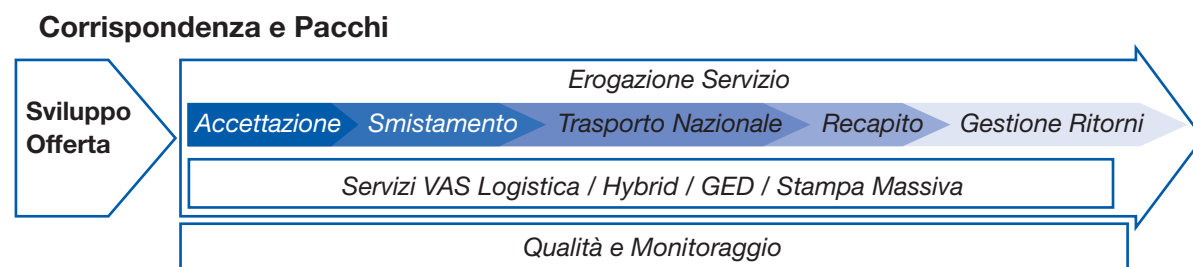 Corrispondenza e Pacchi
Sviluppo
Offerta
Erogazione Servizio
Accettazione Smistamento Trasporto Nazionale Recapito Gestione Ritorni
Servizi VAS Logistica / Hybrid / GED / Stampa Massiva
Qualità e Monitoraggio